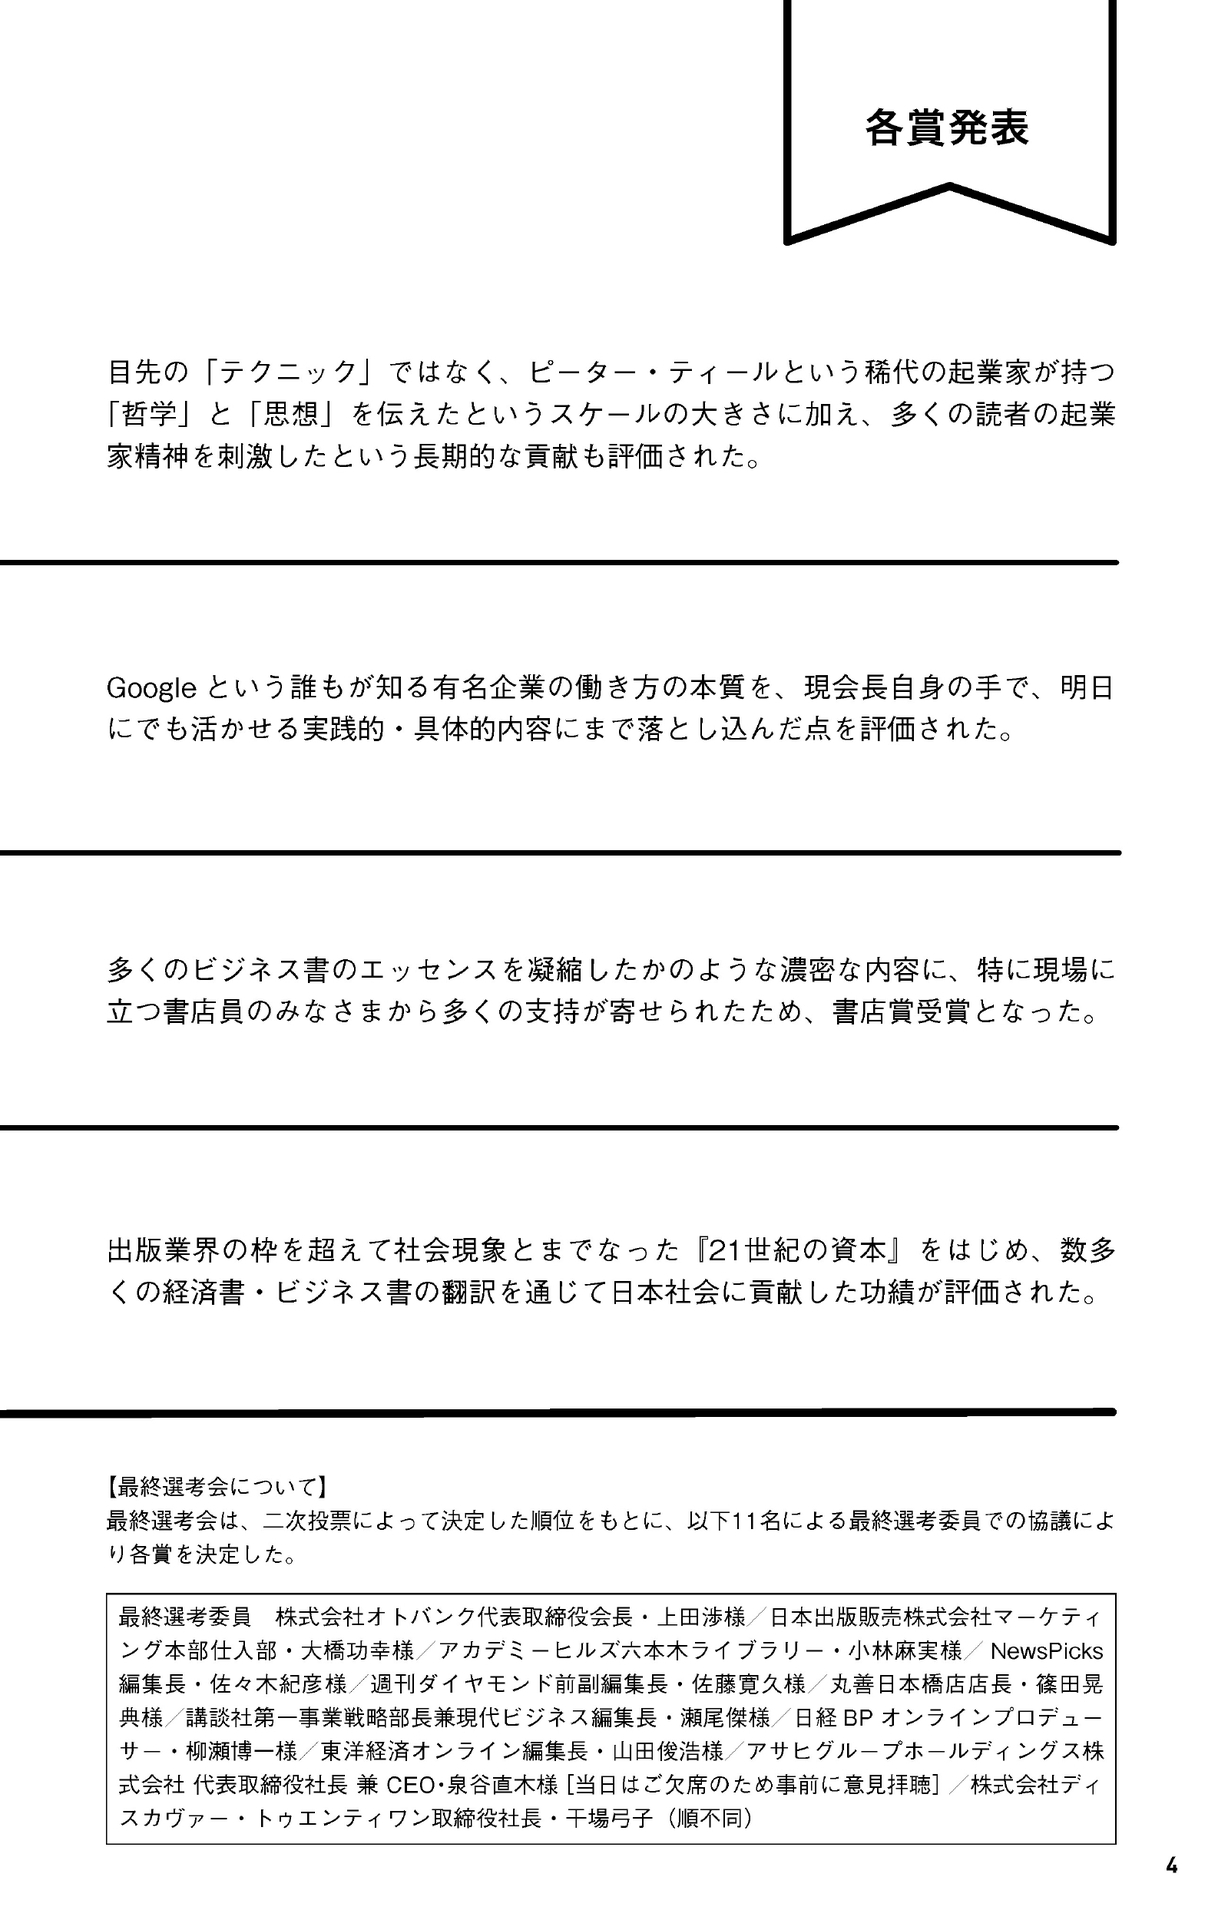 各賞発表
目先の「テクニック」ではなく、ピーター・ティールという稀代の起業家が持つ
「哲学」と「思想」を伝えたというスケールの大きさに加え、多くの読者の起業
家精神を刺激したという長期的な貢献も評価された。
Google という誰もが知る有名企業の働き方の本質を、現会長自身の手で、明日
にでも活かせる実践的・具体的内容にまで落とし込んだ点を評価された。
多くのビジネス書のエッセンスを凝縮したかのような濃密な内容に、特に現場に
立つ書店員のみなさまから多くの支持が寄せられたため、書店賞受賞となった。
出版業界の枠を超えて社会現象とまでなった『21世紀の資本』をはじめ、数多
くの経済書・ビジネス書の翻訳を通じて日本社会に貢献した功績が評価された。
【最終選考会について】
最終選考会は、二次投票によって決定した順位をもとに、以下11名による最終選考委員での協議によ
り各賞を決定した。
最終選考委員　株式会社オトバンク代表取締役会長・上田渉様／日本出版販売株式会社マーケティ
ング本部仕入部・大橋功幸様／アカデミーヒルズ六本木ライブラリー・小林麻実様／ NewsPicks
編集長・佐々木紀彦様／週刊ダイヤモンド前副編集長・佐藤寛久様／丸善日本橋店店長・篠田晃
典様／講談社第一事業戦略部長兼現代ビジネス編集長・瀬尾傑様／日経 BP オンラインプロデュー
サー・柳瀬博一様／東洋経済オンライン編集長・山田俊浩様／アサヒグループホールディングス株
式会社 代表取締役社長 兼 CEO・泉谷直木様［当日はご欠席のため事前に意見拝聴］／株式会社ディ
スカヴァー・トゥエンティワン取締役社長・干場弓子（順不同）
4